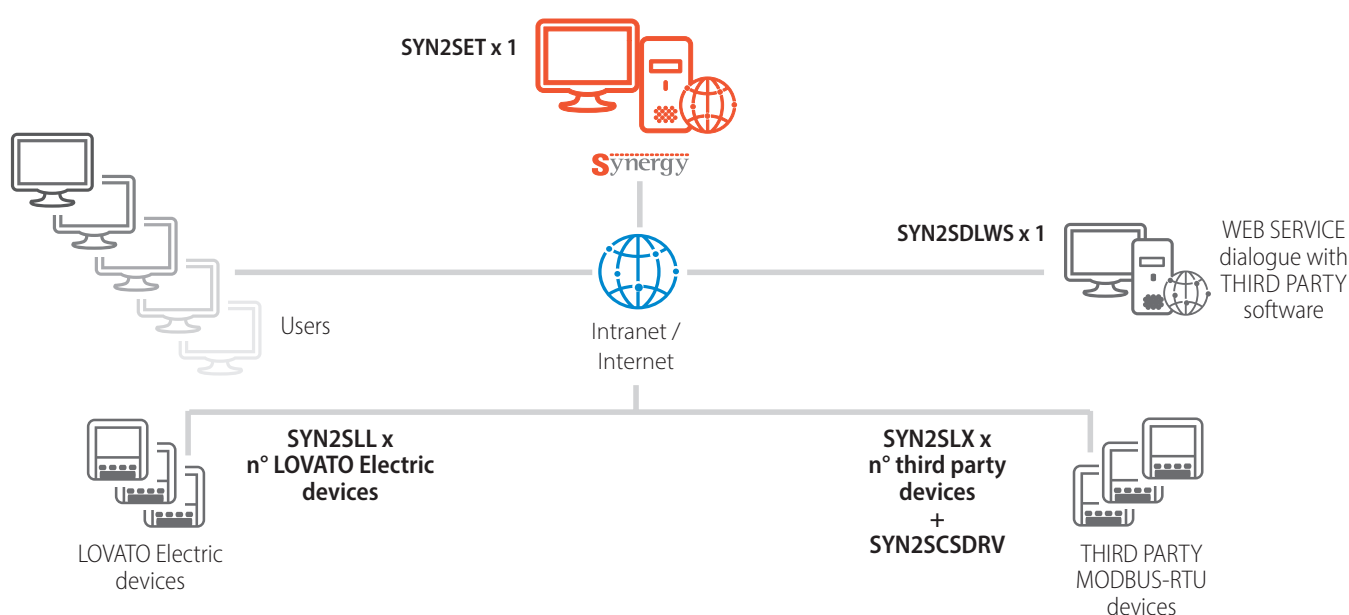 SYN2SET x 1
Synergy
SYN2SDLWS x 1
WEB SERVICE
dialogue with
THIRD PARTY
software
Users
Intranet /
Internet
SYN2SLL x
n° LOVATO Electric
devices
SYN2SLX x
n° third party
devices
+
SYN2SCSDRV
LOVATO Electric
devices
THIRD PARTY
MODBUS-RTU
devices